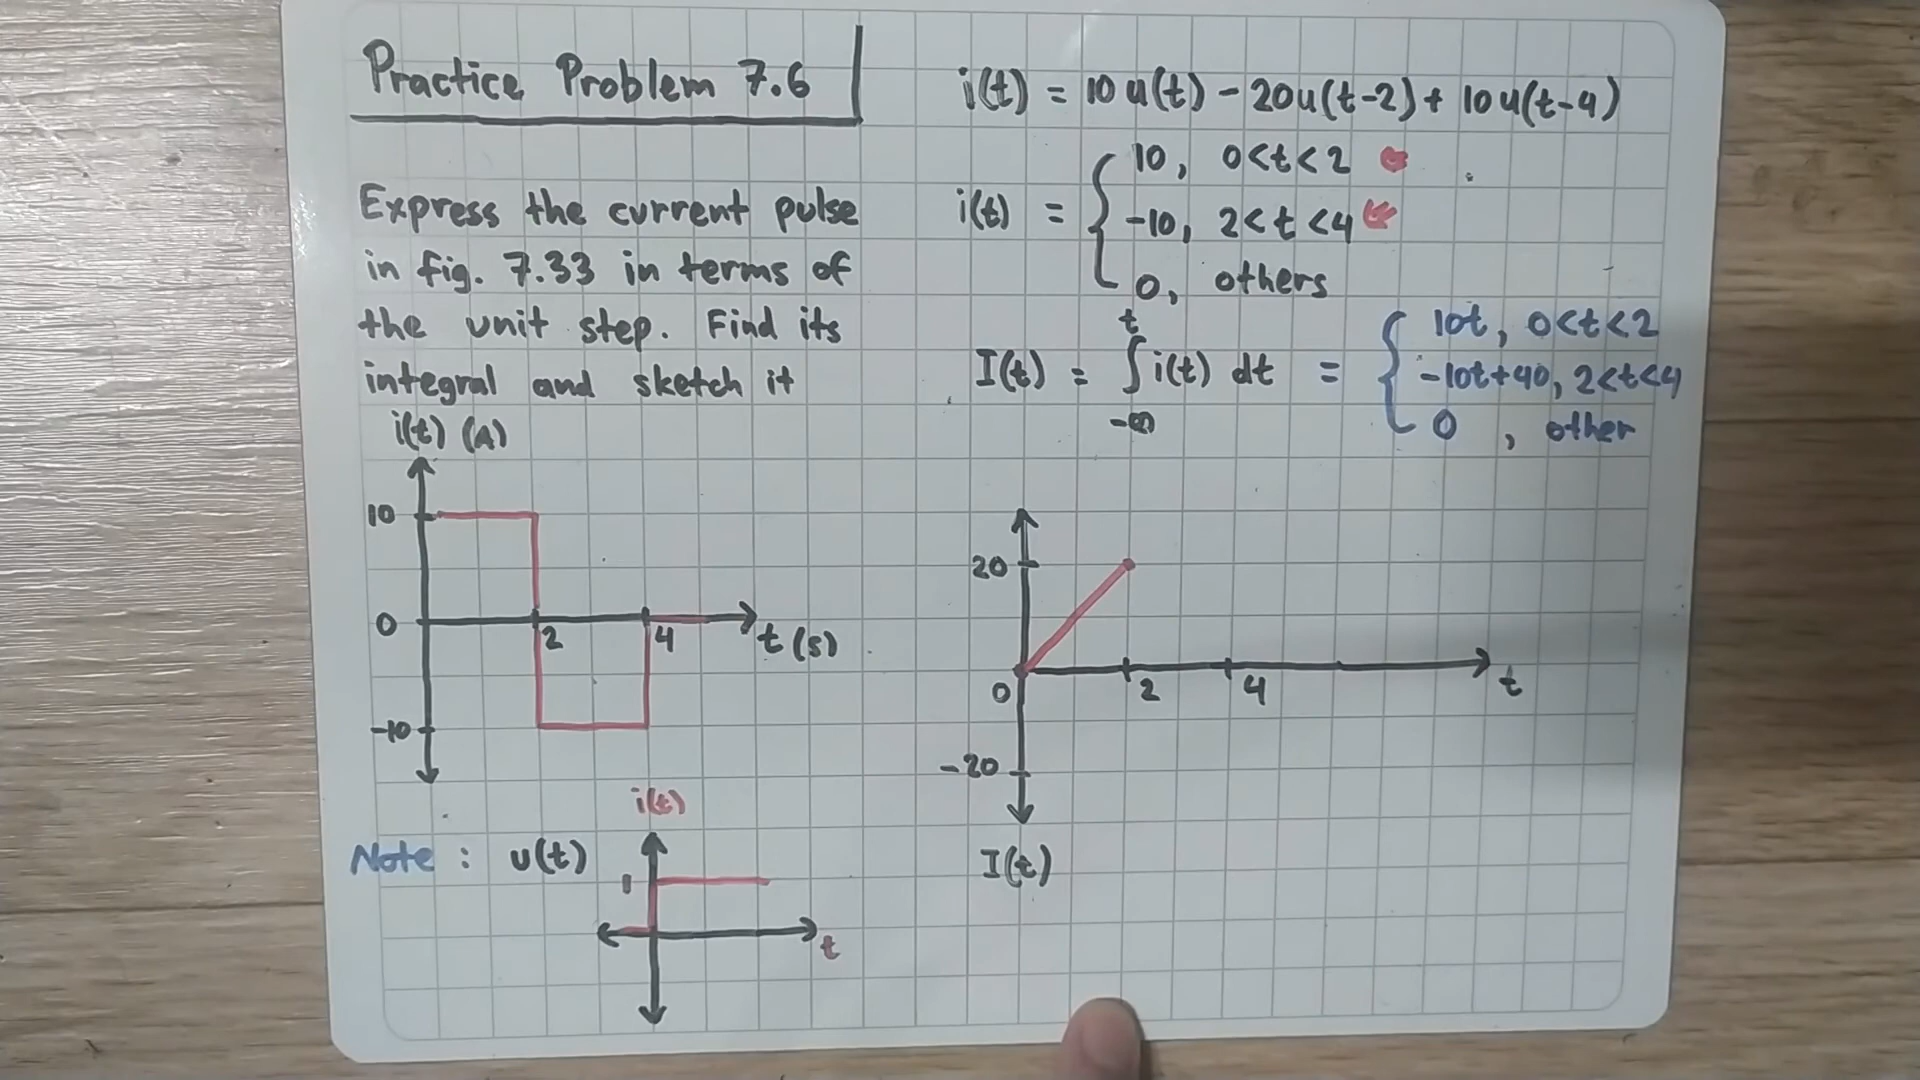 Practice Problem 7.6
Express the current pulse
in fig. 7.33 in terms of
the unit step. Find its
integral and sketch it
i(t) (A)
10
0
2
4
t (s)
-10
Note : u(t)
i(t)
1
t
i(t) = 10u(t) - 20u(t-2) + 10u(t-4)
i(t) = { 10, 0<t<2
-10, 2<t<4
0, others
I(t) = ∫ i(t) dt = { 10t, 0<t<2
t
-∞
-10t+40, 2<t<4
0 , other
20
0
2
4
t
-20
I(t)